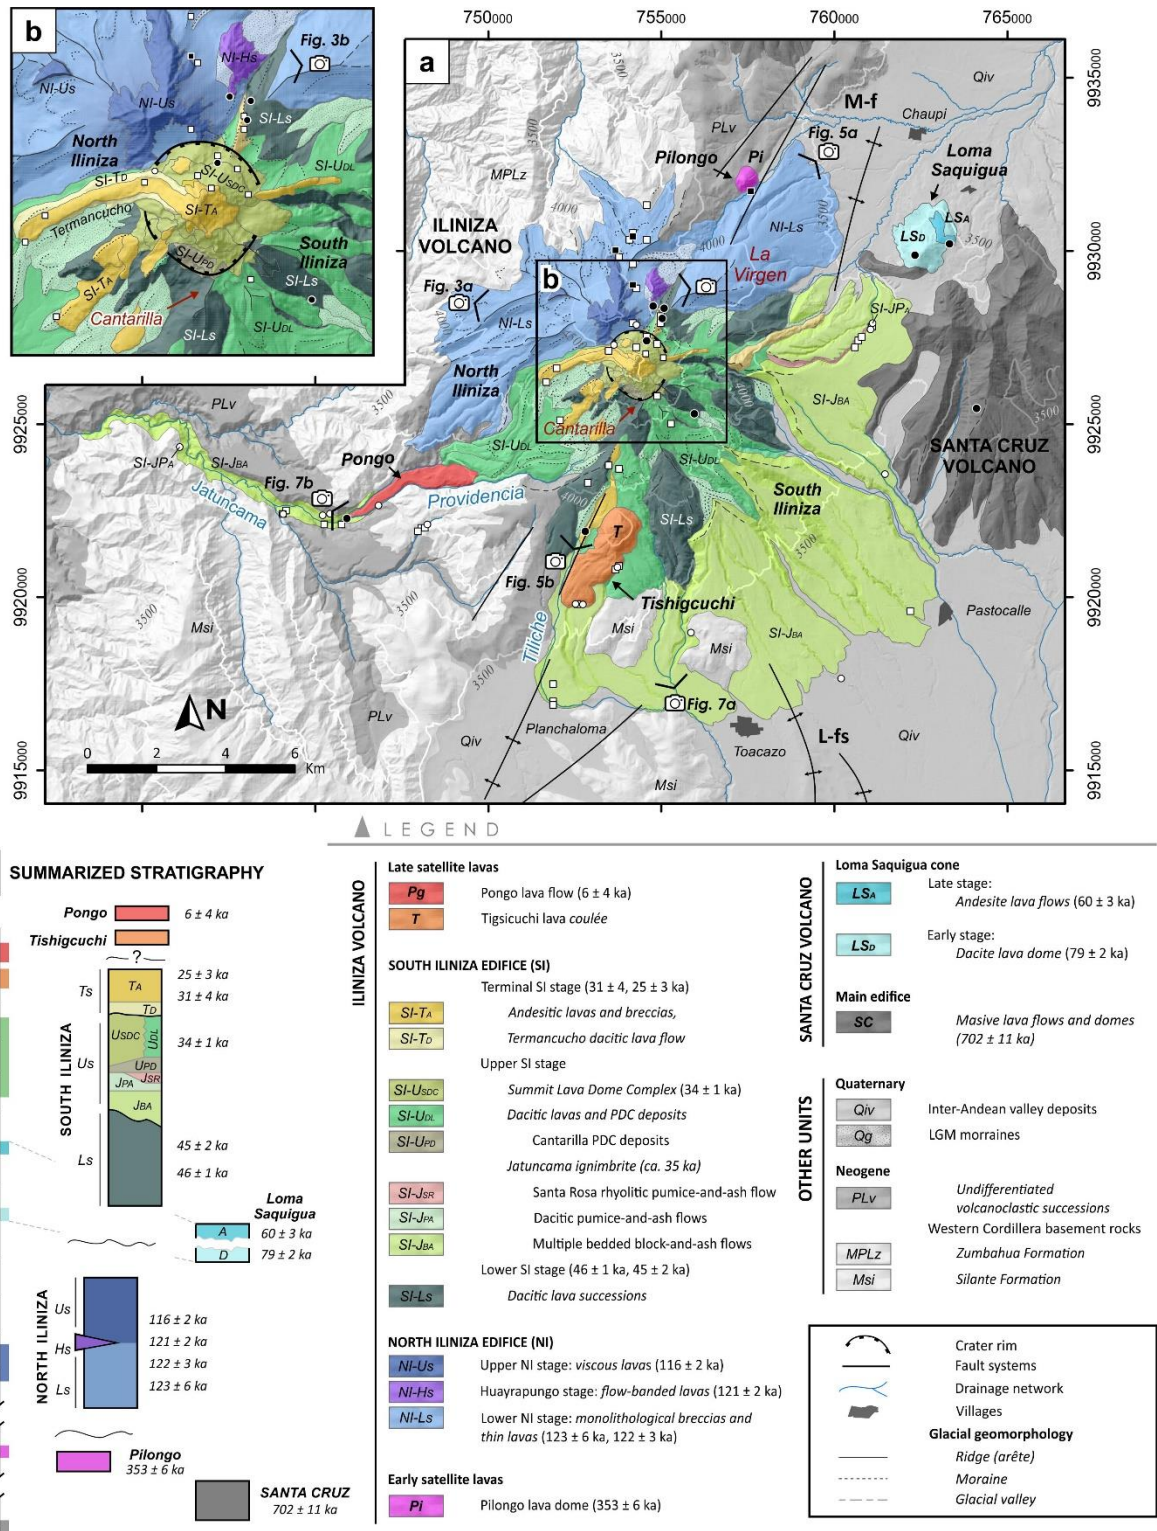 b
Fig. 3b
NI-Hs
NI-Us
NI-Us
SI-Ls
North
Iliniza
SI-UDL
SI-USDC
SI-TD
Termancucho
SI-TA
SI-UPD
South
Iliniza
SI-Ls
SI-TA
Cantarilla
SI-UDL
SI-Ls
750000
755000
760000
765000
a
3500
3500
Qiv
9935000
M-f
Chaupi
PLv
Fig. 5a
Pilongo
Pi
Loma
Saquigua
MPLz
4000
ILINIZA
VOLCANO
3500
NI-Ls
LSA
LSD
3500
9930000
4000
La
Virgen
b
Fig. 3a
4000
NI-Ls
SI-JPA
North
Iliniza
4000
SI-JBA
3500
PLv
3500
9925000
9925000
Cantarilla
SI-UDL
SANTA CRUZ
VOLCANO
SI-JPA
SI-JBA
Pongo
SI-UDL
Fig. 7b
Jatuncama
Providencia
4000
South
Iliniza
SI-Ls
3500
T
Fig. 5b
9920000
9920000
3500
3500
Tishigcuchi
Pastocalle
Msi
Msi
Msi
SI-JBA
Tiliche
3500
N
Fig. 7a
PLv
Qiv
Planchaloma
L-fs
Toacazo
Qiv
0 2 4 6
Km
Msi
9915000
9915000
LEGEND
SUMMARIZED STRATIGRAPHY
Pongo
6 ± 4 ka
Tishigcuchi
?
25 ± 3 ka
Ts
TA
31 ± 4 ka
TD
SOUTH ILINIZA
Us
USDC
UDL
34 ± 1 ka
UPD
JPA
JSR
JBA
Ls
45 ± 2 ka
46 ± 1 ka
Loma
Saquigua
A
60 ± 3 ka
D
79 ± 2 ka
NORTH ILINIZA
Us
116 ± 2 ka
Hs
121 ± 2 ka
122 ± 3 ka
Ls
123 ± 6 ka
Pilongo
353 ± 6 ka
SANTA CRUZ
702 ± 11 ka
ILINIZA VOLCANO
Late satellite lavas
Pg Pongo lava flow (6 ± 4 ka)
T Tigsicuchi lava coulée
SOUTH ILINIZA EDIFICE (SI)
Terminal SI stage (31 ± 4, 25 ± 3 ka)
SI-TA Andesitic lavas and breccias,
SI-TD Termancucho dacitic lava flow
Upper SI stage
SI-USDC Summit Lava Dome Complex (34 ± 1 ka)
SI-UDL Dacitic lavas and PDC deposits
SI-UPD Cantarilla PDC deposits
Jatuncama ignimbrite (ca. 35 ka)
SI-JSR Santa Rosa rhyolitic pumice-and-ash flow
SI-JPA Dacitic pumice-and-ash flows
SI-JBA Multiple bedded block-and-ash flows
Lower SI stage (46 ± 1 ka, 45 ± 2 ka)
SI-Ls Dacitic lava successions
NORTH ILINIZA EDIFICE (NI)
NI-Us Upper NI stage: viscous lavas (116 ± 2 ka)
NI-Hs Huayrapungo stage: flow-banded lavas (121 ± 2 ka)
NI-Ls Lower NI stage: monolithological breccias and
thin lavas (123 ± 6 ka, 122 ± 3 ka)
Early satellite lavas
Pi Pilongo lava dome (353 ± 6 ka)
SANTA CRUZ VOLCANO
Loma Saquigua cone
LSA Late stage:
Andesite lava flows (60 ± 3 ka)
LSD Early stage:
Dacite lava dome (79 ± 2 ka)
Main edifice
SC Masive lava flows and domes
(702 ± 11 ka)
OTHER UNITS
Quaternary
Qiv Inter-Andean valley deposits
Qg LGM morraines
Neogene
PLv Undifferentiated
volcanoclastic successions
Western Cordillera basement rocks
MPLz Zumbahua Formation
Msi Silante Formation
Crater rim
Fault systems
Drainage network
Villages
Glacial geomorphology
Ridge (arête)
Moraine
Glacial valley